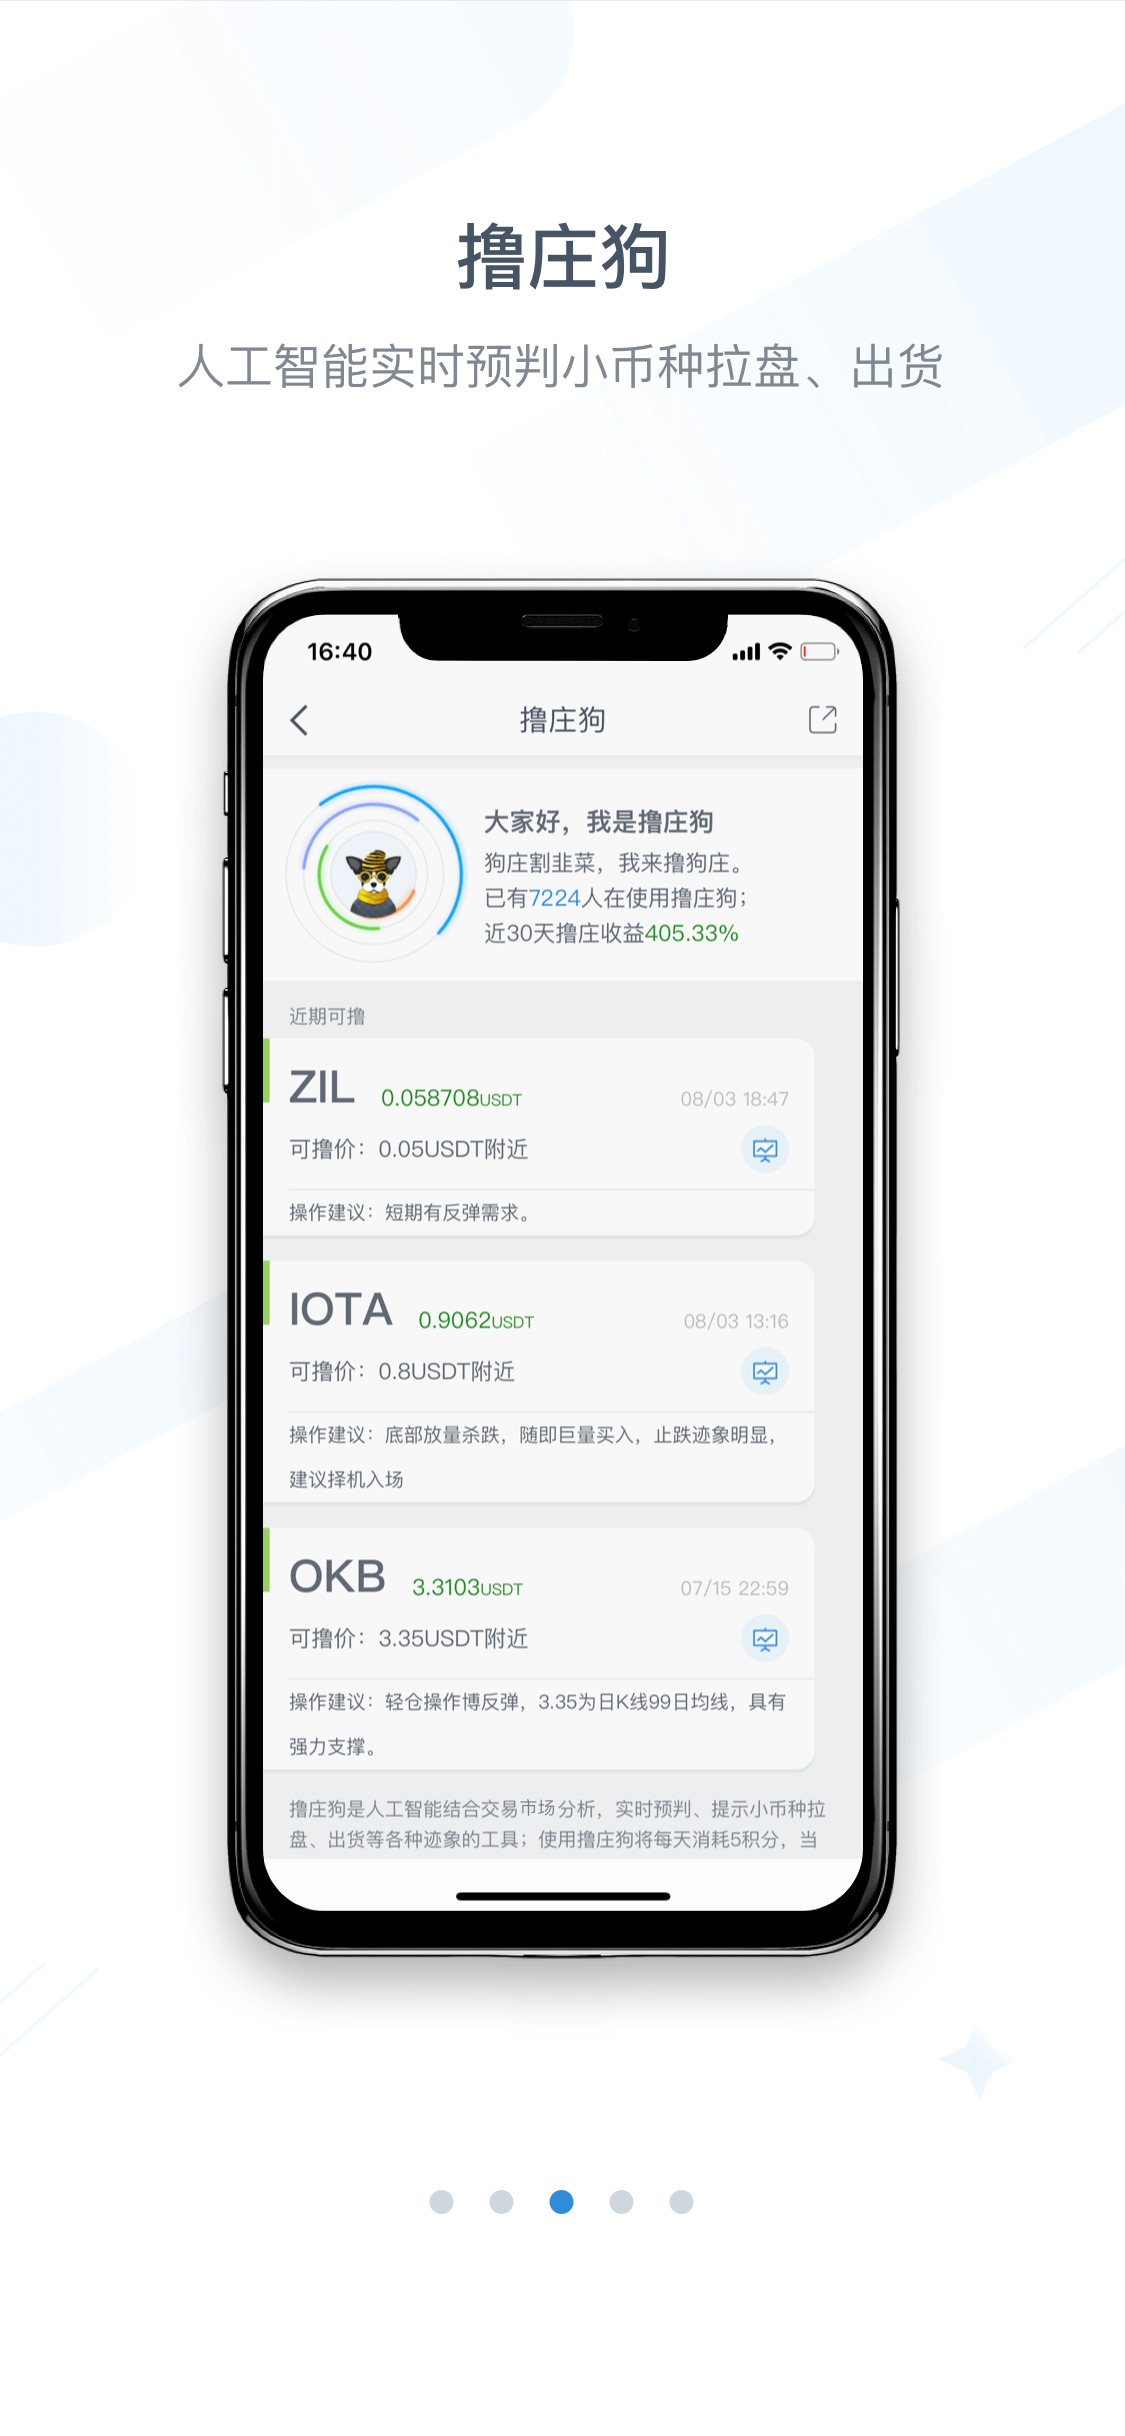 撸庄狗
人工智能实时预判小币种拉盘、出货
16:40
撸庄狗
大家好，我是撸庄狗
狗庄割韭菜，我来撸狗庄。
已有7224人在使用撸庄狗；
近30天撸庄收益405.33%
近期可撸
ZIL 0.058708USDT 08/03 18:47
可撸价：0.05USDT附近
操作建议：短期有反弹需求。
IOTA 0.9062USDT 08/03 13:16
可撸价：0.8USDT附近
操作建议：底部放量杀跌，随即巨量买入，止跌迹象明显，
建议择机入场
OKB 3.3103USDT 07/15 22:59
可撸价：3.35USDT附近
操作建议：轻仓操作博反弹，3.35为日K线99日均线，具有
强力支撑。
撸庄狗是人工智能结合交易市场分析，实时预判、提示小币种拉
盘、出货等各种迹象的工具；使用撸庄狗将每天消耗5积分，当